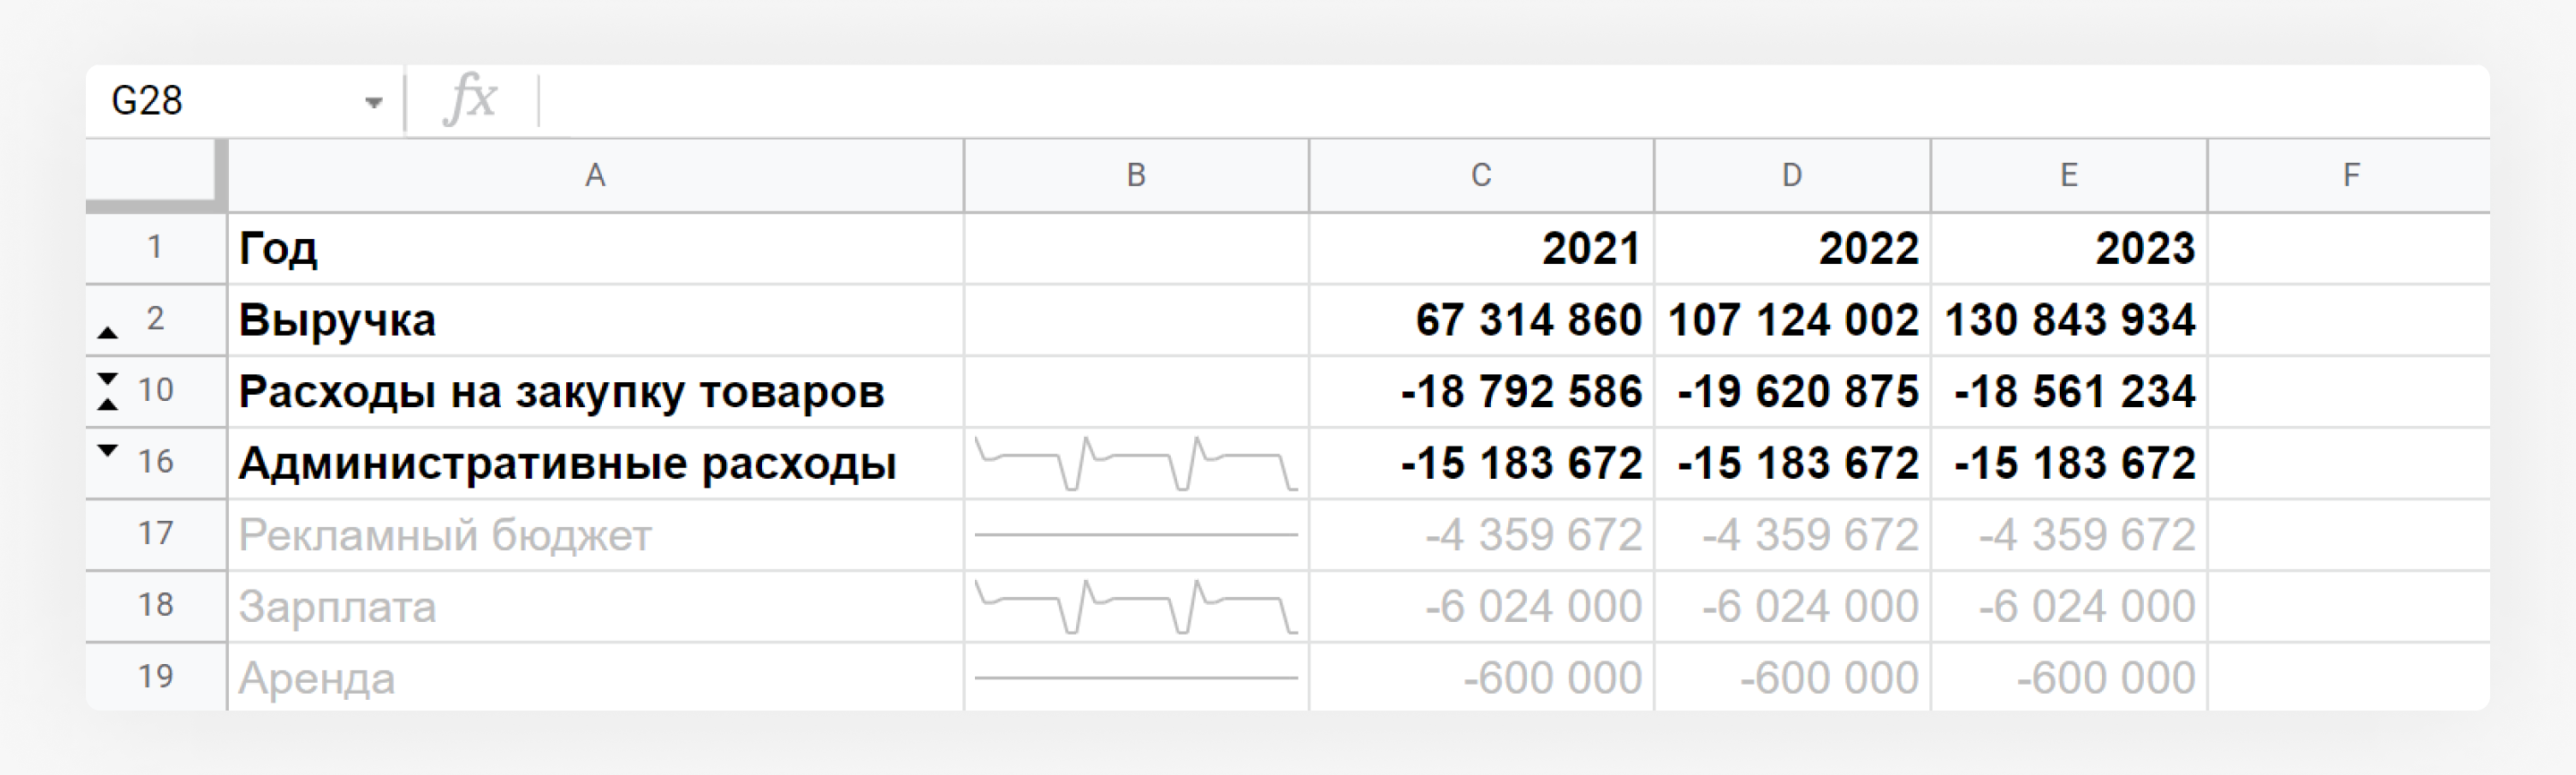 G28 fx
A B C D E F
1 Год 2021 2022 2023
2 Выручка 67 314 860 107 124 002 130 843 934
10 Расходы на закупку товаров -18 792 586 -19 620 875 -18 561 234
16 Административные расходы -15 183 672 -15 183 672 -15 183 672
17 Рекламный бюджет -4 359 672 -4 359 672 -4 359 672
18 Зарплата -6 024 000 -6 024 000 -6 024 000
19 Аренда -600 000 -600 000 -600 000